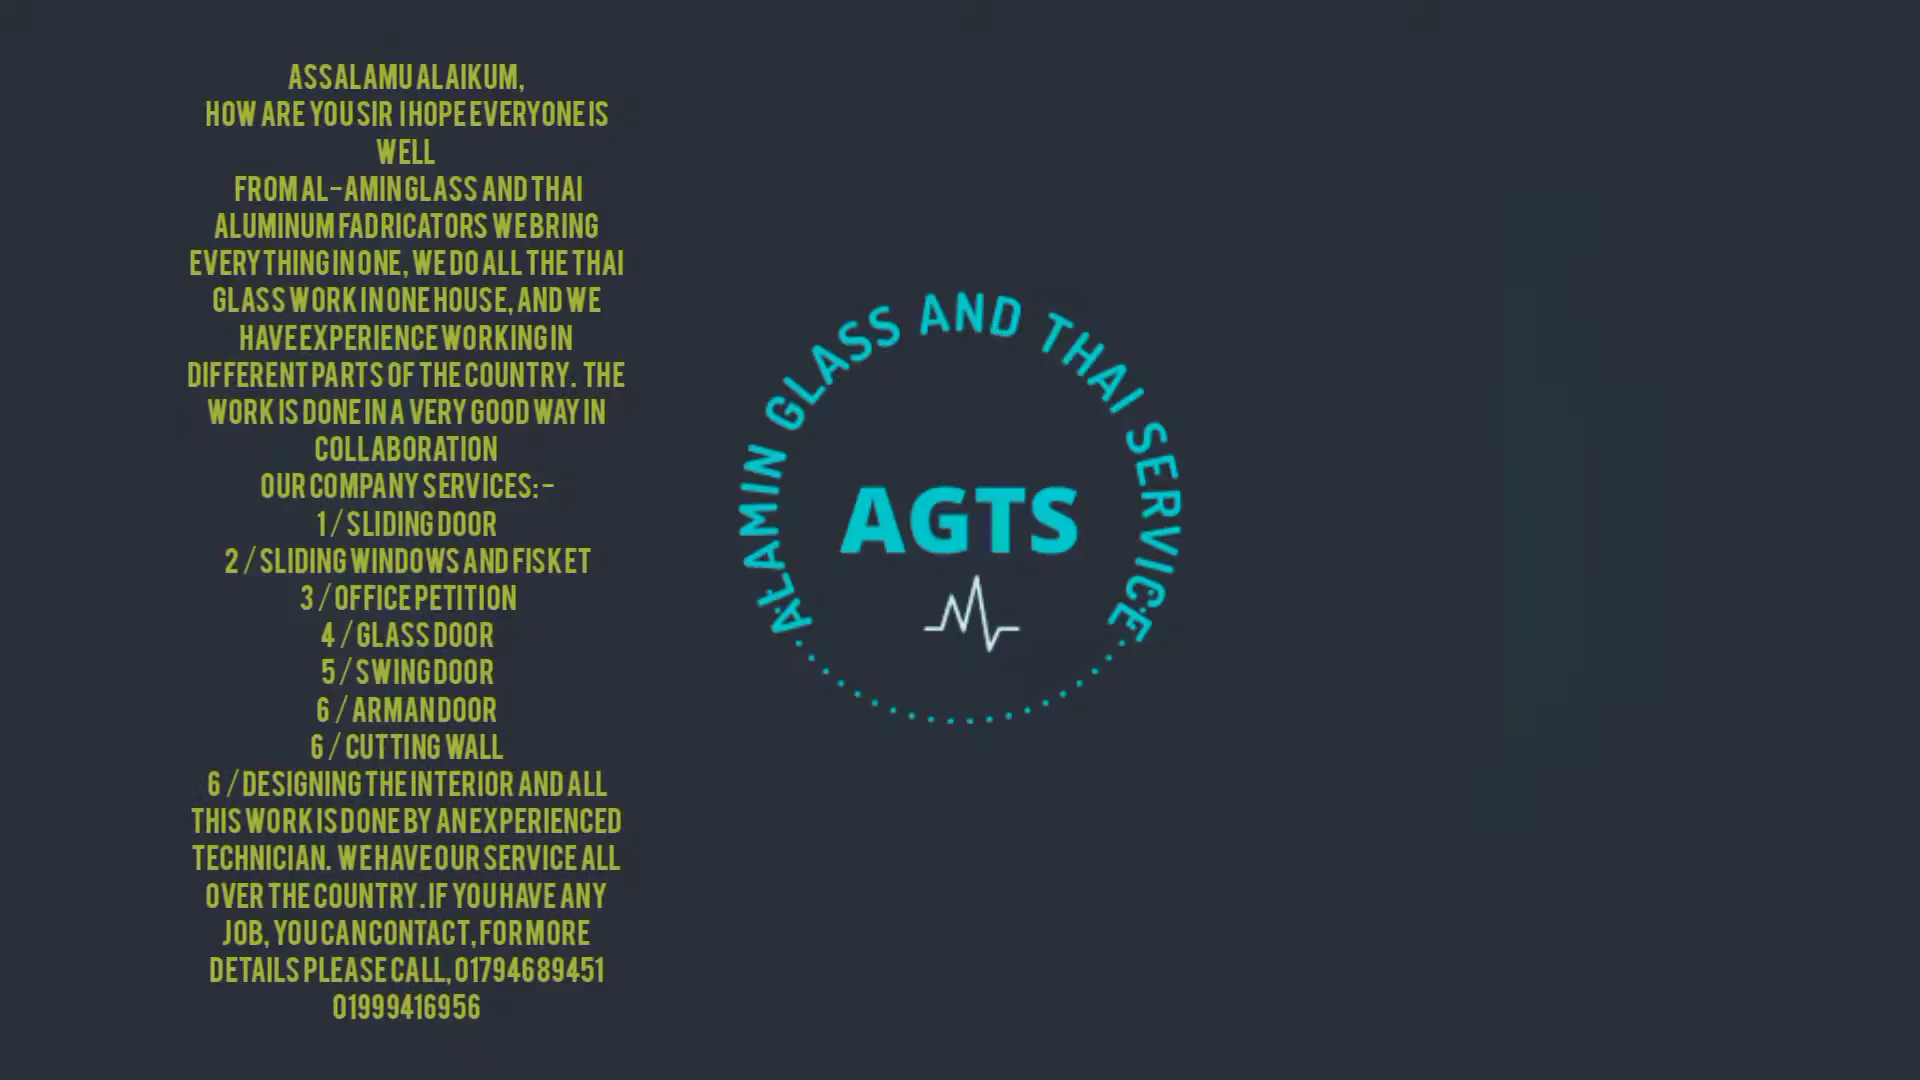 ASSALAMU ALAIKUM,
HOW ARE YOU SIR I HOPE EVERYONE IS
WELL
FROM AL-AMIN GLASS AND THAI
ALUMINUM FADRICATORS WE BRING
EVERYTHING IN ONE, WE DO ALL THE THAI
GLASS WORK IN ONE HOUSE, AND WE
HAVE EXPERIENCE WORKING IN
DIFFERENT PARTS OF THE COUNTRY. THE
WORK IS DONE IN A VERY GOOD WAY IN
COLLABORATION
OUR COMPANY SERVICES:-
1 / SLIDING DOOR
2 / SLIDING WINDOWS AND FISKET
3 / OFFICE PETITION
4 / GLASS DOOR
5 / SWING DOOR
6 / ARMAN DOOR
6 / CUTTING WALL
6 / DESIGNING THE INTERIOR AND ALL
THIS WORK IS DONE BY AN EXPERIENCED
TECHNICIAN. WE HAVE OUR SERVICE ALL
OVER THE COUNTRY. IF YOU HAVE ANY
JOB, YOU CAN CONTACT, FOR MORE
DETAILS PLEASE CALL, 01794689451
01999416956
ALAMIN GLASS AND THAI SERVICE
AGTS